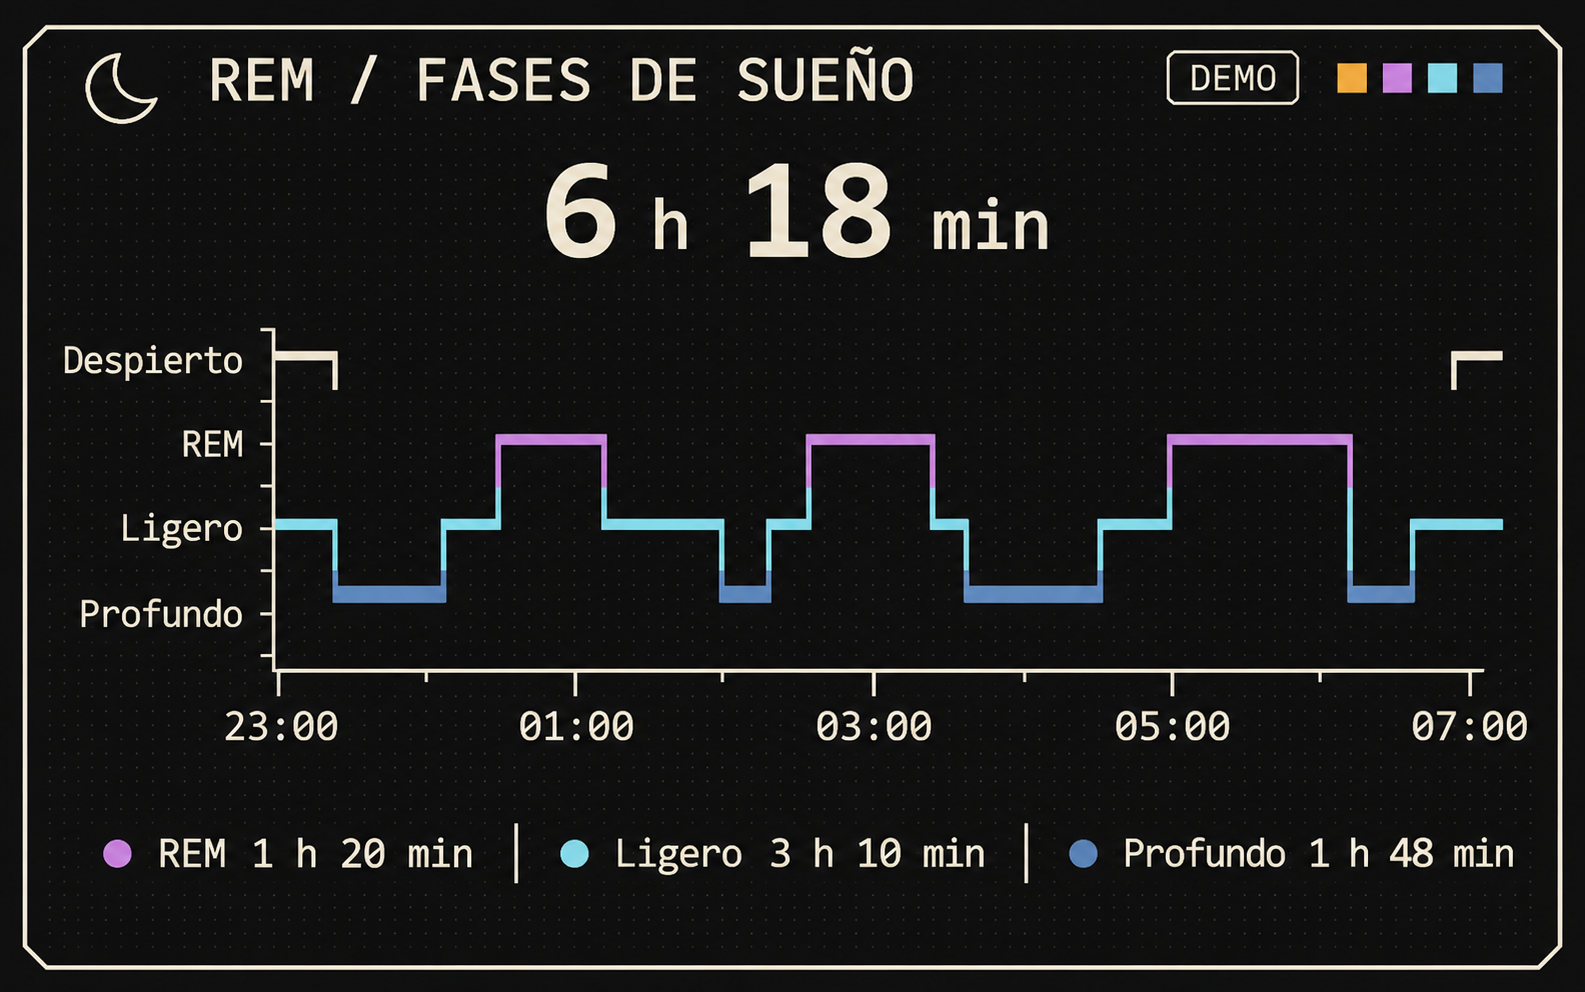 REM / FASES DE SUEÑO DEMO
6 h 18 min
Despierto
REM
Ligero
Profundo
23:00 01:00 03:00 05:00 07:00
REM 1 h 20 min Ligero 3 h 10 min Profundo 1 h 48 min